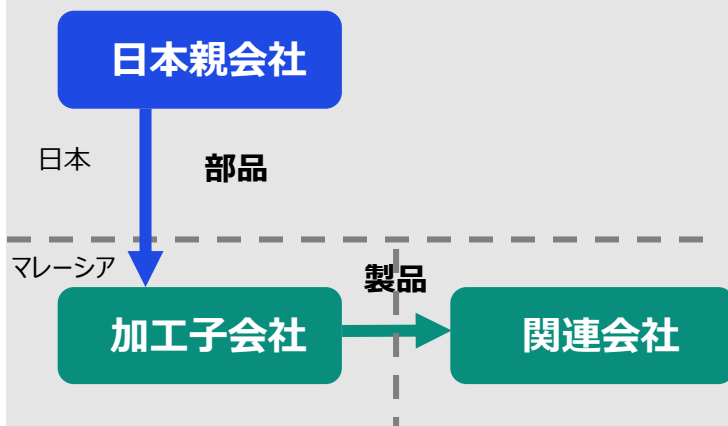 日本親会社
日本
部品
マレーシア
製品
加工子会社
関連会社